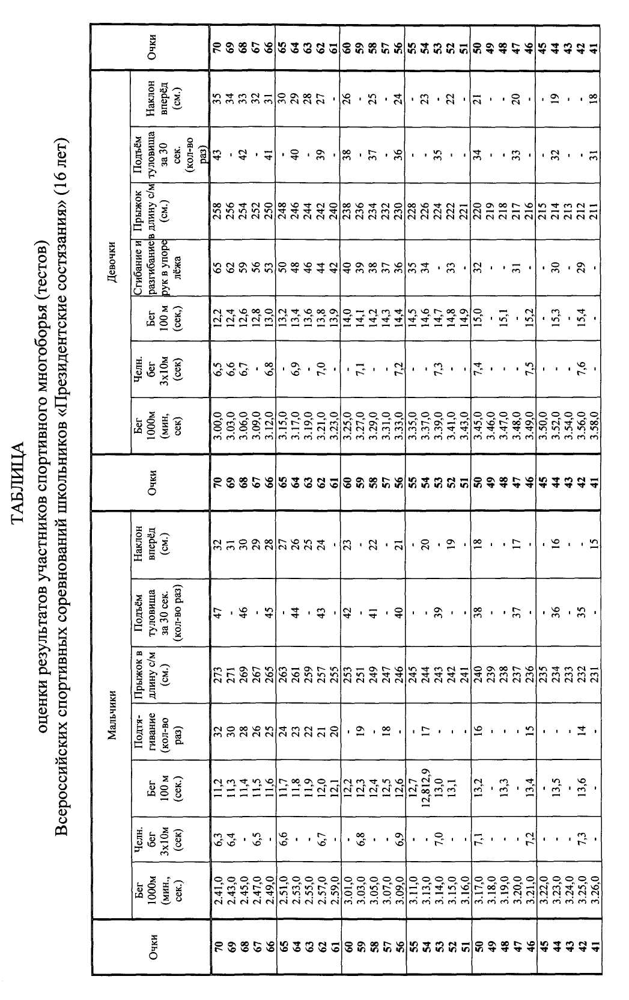 ТАБЛИЦА
оценки результатов участников спортивного многоборья (тестов)
Всероссийских спортивных соревнований школьников «Президентские состязания» (16 лет)
Очки Мальчики Очки Девочки Очки
Бег 1000м (мин., сек.) Челн. бег 3х10м (сек) Бег 100 м (сек.) Подтя-гивание (кол-во раз) Прыжок в длину с/м (см.) Подъём туловища за 30 сек. (кол-во раз) Наклон вперёд (см.) Бег 1000м (мин, сек) Челн. бег 3х10м (сек) Бег 100 м (сек,) Сгибание и разгибание рук в упоре лёжа Прыжок в длину с/м (см.) Подъём туловища за 30 сек. (кол-во раз) Наклон вперёд (см.)
70 2.41,0 6,3 11,2 32 273 47 32 70 3.00,0 6,5 12,2 65 258 43 35 70
69 2.43,0 6,4 11,3 30 271 - 31 69 3.03,0 6,6 12,4 62 256 - 34 69
68 2.45,0 - 11,4 28 269 46 30 68 3.06,0 6,7 12,6 59 254 42 33 68
67 2.47,0 6,5 11,5 26 267 - 29 67 3.09,0 - 12,8 56 252 - 32 67
66 2.49,0 - 11,6 25 265 45 28 66 3.12,0 6,8 13,0 53 250 41 31 66
65 2.51,0 6,6 11,7 24 263 - 27 65 3.15,0 - 13,2 50 248 - 30 65
64 2.53,0 - 11,8 23 261 44 26 64 3.17,0 6,9 13,4 48 246 40 29 64
63 2.55,0 - 11,9 22 259 - 25 63 3.19,0 - 13,6 46 244 - 28 63
62 2.57,0 6,7 12,0 21 257 43 24 62 3.21,0 7,0 13,8 44 242 39 27 62
61 2.59,0 - 12,1 20 255 - - 61 3.23,0 - 13,9 42 240 - - 61
60 3.01,0 - 12,2 - 253 42 23 60 3.25,0 - 14,0 40 238 38 26 60
59 3.03,0 6,8 12,3 19 251 - - 59 3.27,0 7,1 14,1 39 236 - - 59
58 3.05,0 - 12,4 - 249 41 22 58 3.29,0 - 14,2 38 234 37 25 58
57 3.07,0 - 12,5 18 247 - - 57 3.31,0 - 14,3 37 232 - - 57
56 3.09,0 6,9 12,6 - 246 40 21 56 3.33,0 7,2 14,4 36 230 36 24 56
55 3.11,0 - 12,7 - 245 - - 55 3.35,0 - 14,5 35 228 - - 55
54 3.13,0 - 12,812,9 17 244 - 20 54 3.37,0 - 14,6 34 226 - 23 54
53 3.14,0 7,0 13,0 - 243 39 - 53 3.39,0 7,3 14,7 - 224 35 - 53
52 3.15,0 - 13,1 - 242 - 19 52 3.41,0 - 14,8 33 222 - 22 52
51 3.16,0 - - 241 - - 51 3.43,0 - 14,9 - 221 - - 51
50 3.17,0 7,1 13,2 16 240 38 18 50 3.45,0 7,4 15,0 32 220 34 21 50
49 3.18,0 - - - 239 - - 49 3.46,0 - - - 219 - - 49
48 3.19,0 - 13,3 - 238 - - 48 3.47,0 - 15,1 - 218 - - 48
47 3.20,0 - - - 237 37 17 47 3.48,0 - - 31 217 33 20 47
46 3.21,0 7,2 13,4 15 236 - - 46 3.49,0 7,5 15,2 - 216 - - 46
45 3.22,0 - - - 235 - - 45 3.50,0 - - - 215 - - 45
44 3.23,0 - 13,5 - 234 36 16 44 3.52,0 - 15,3 30 214 32 19 44
43 3.24,0 - - - 233 - - 43 3.54,0 - - - 213 - - 43
42 3.25,0 7,3 13,6 14 232 35 - 42 3.56,0 7,6 15,4 29 212 - - 42
41 3.26,0 - - - 231 - 15 41 3.58,0 - - - 211 31 18 41